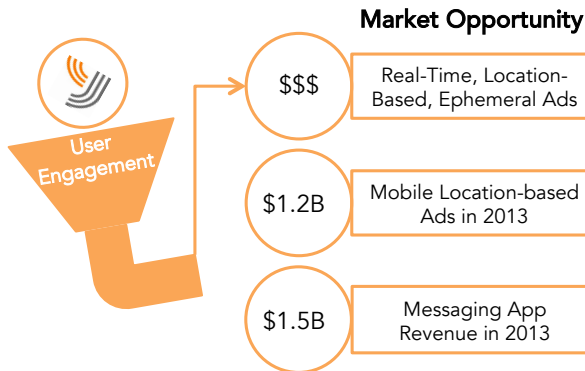 Market Opportunity
User
Engagement
$$$
Real-Time, Location-
Based, Ephemeral Ads
$1.2B
Mobile Location-based
Ads in 2013
$1.5B
Messaging App
Revenue in 2013